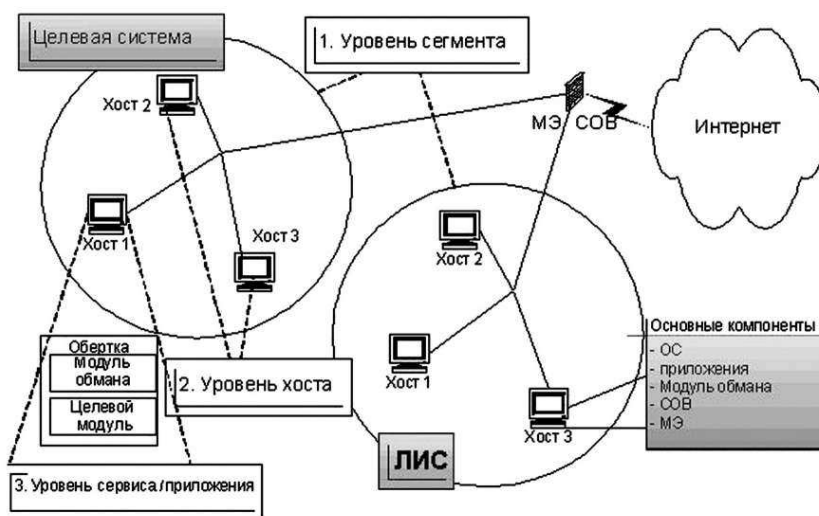 Целевая система
1. Уровень сегмента
Хост 2
МЭ СОВ
Интернет
Хост 1
Хост 3
Хост 2
Обертка
Модуль обмана
Целевой модуль
2. Уровень хоста
Хост 1
Хост 3
Основные компоненты
- ОС
- приложения
- Модуль обмана
- СОВ
- МЭ
ЛИС
3. Уровень сервиса/приложения